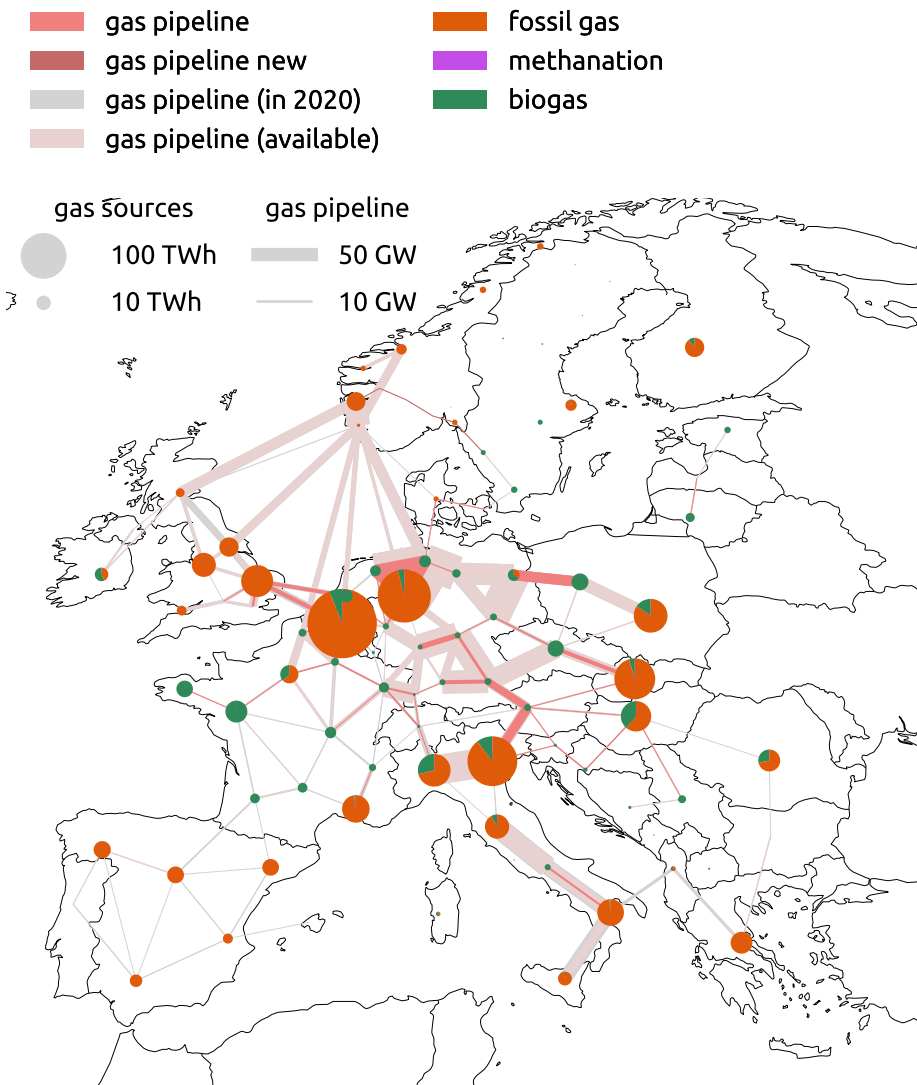 gas pipeline
gas pipeline new
gas pipeline (in 2020)
gas pipeline (available)
fossil gas
methanation
biogas
gas sources
100 TWh
10 TWh
gas pipeline
50 GW
10 GW